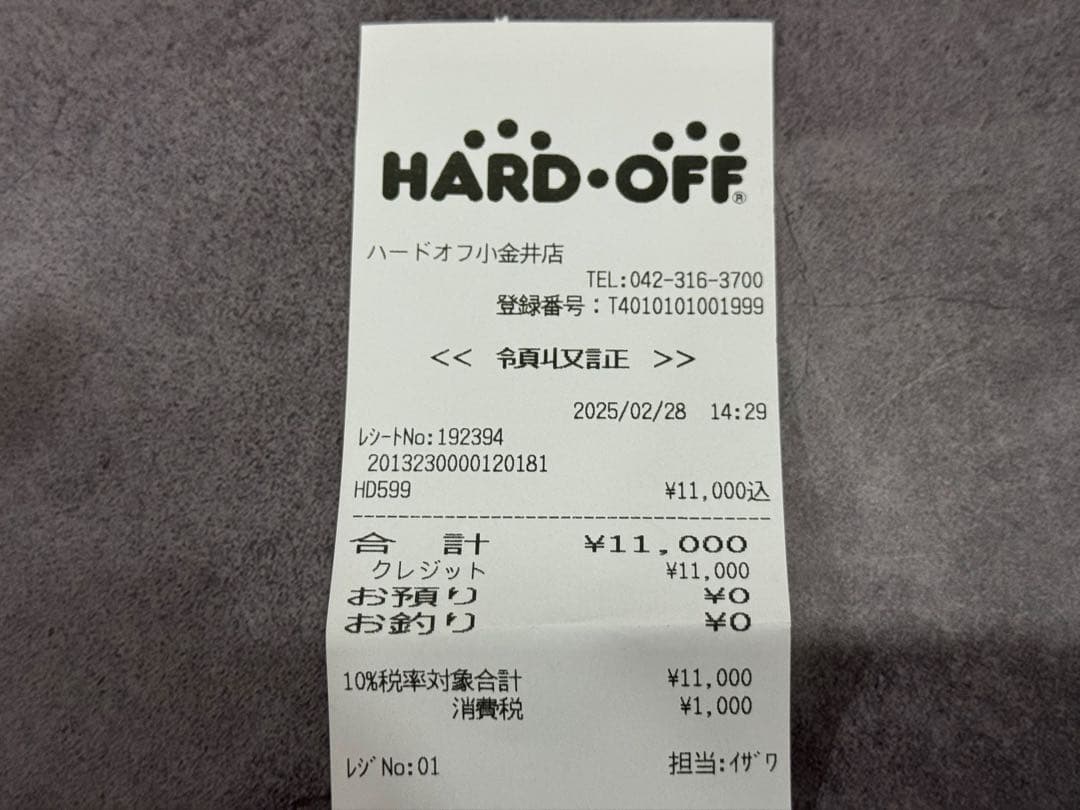 HARD・OFF®
ハードオフ小金井店
TEL:042-316-3700
登録番号：T4010101001999
<< 領収証 >>
2025/02/28 14:29
ﾚｼｰﾄNo:192394
2013230000120181
HD599 ¥11,000込
合 計 ¥11,000
クレジット ¥11,000
お預り ¥0
お釣り ¥0
10%税率対象合計 ¥11,000
消費税 ¥1,000
ﾚｼﾞNo:01 担当:ｲｻﾞﾜ